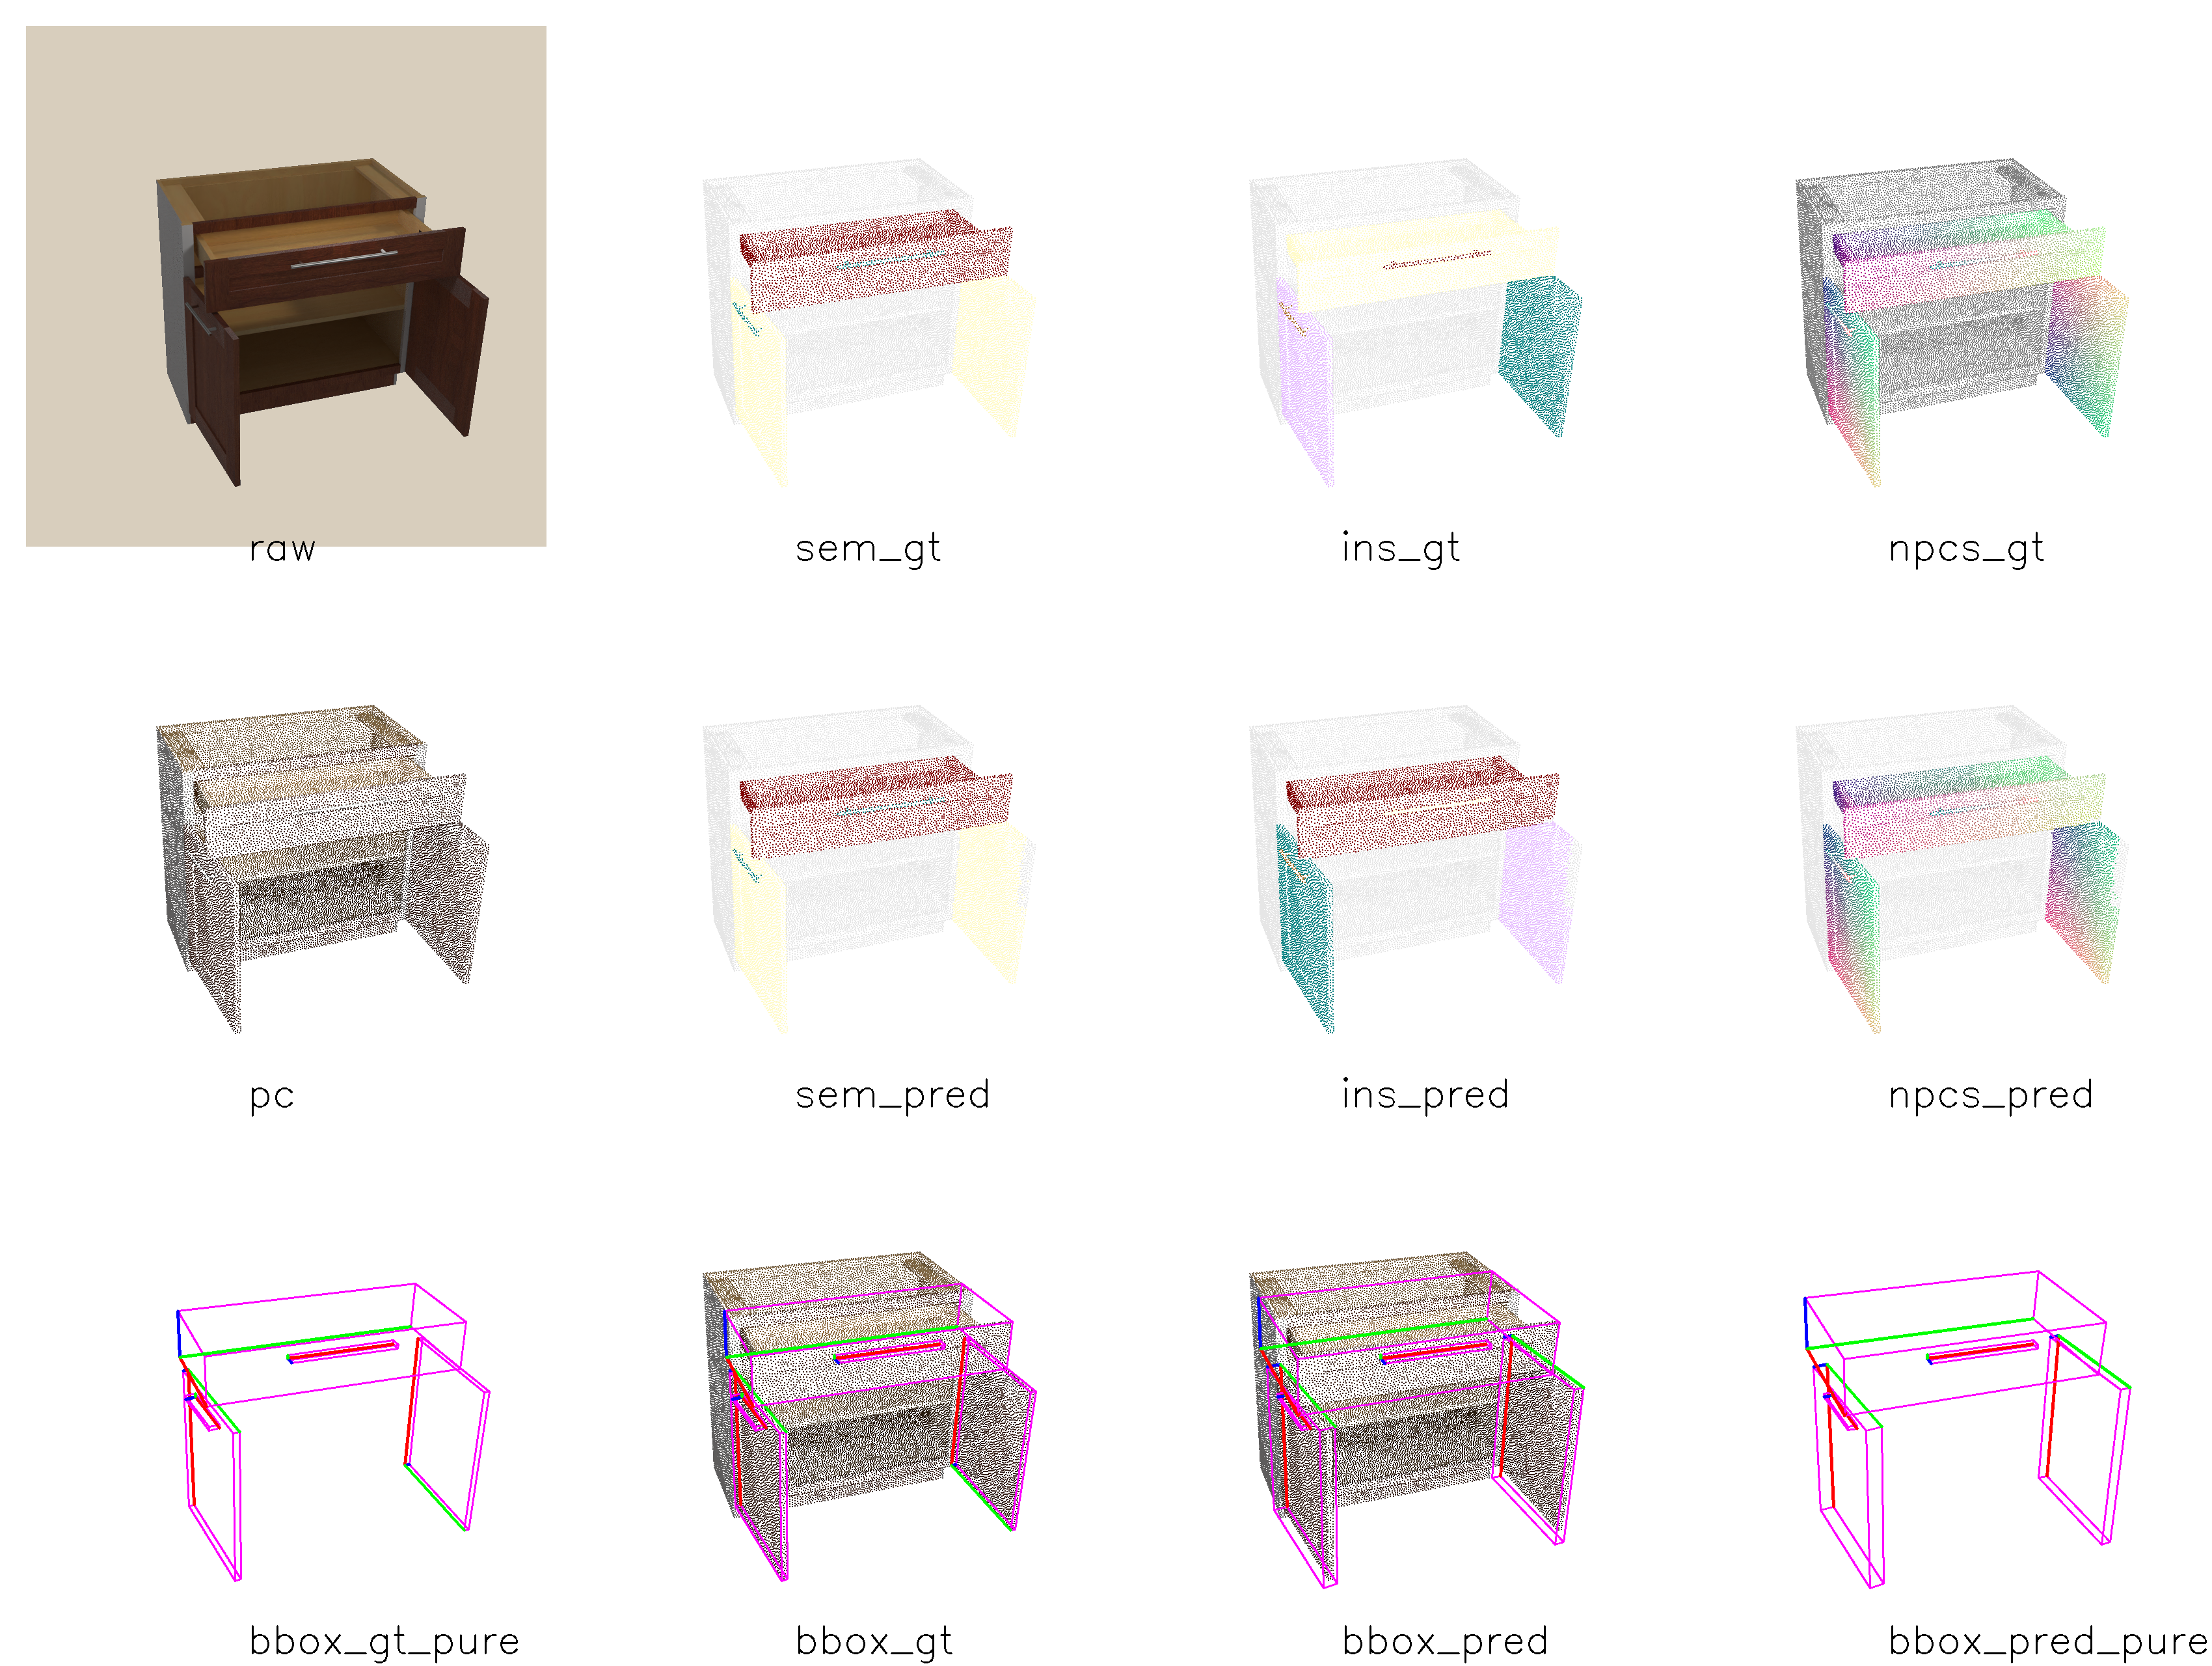 raw
sem_gt
ins_gt
npcs_gt
pc
sem_pred
ins_pred
npcs_pred
bbox_gt_pure
bbox_gt
bbox_pred
bbox_pred_pure